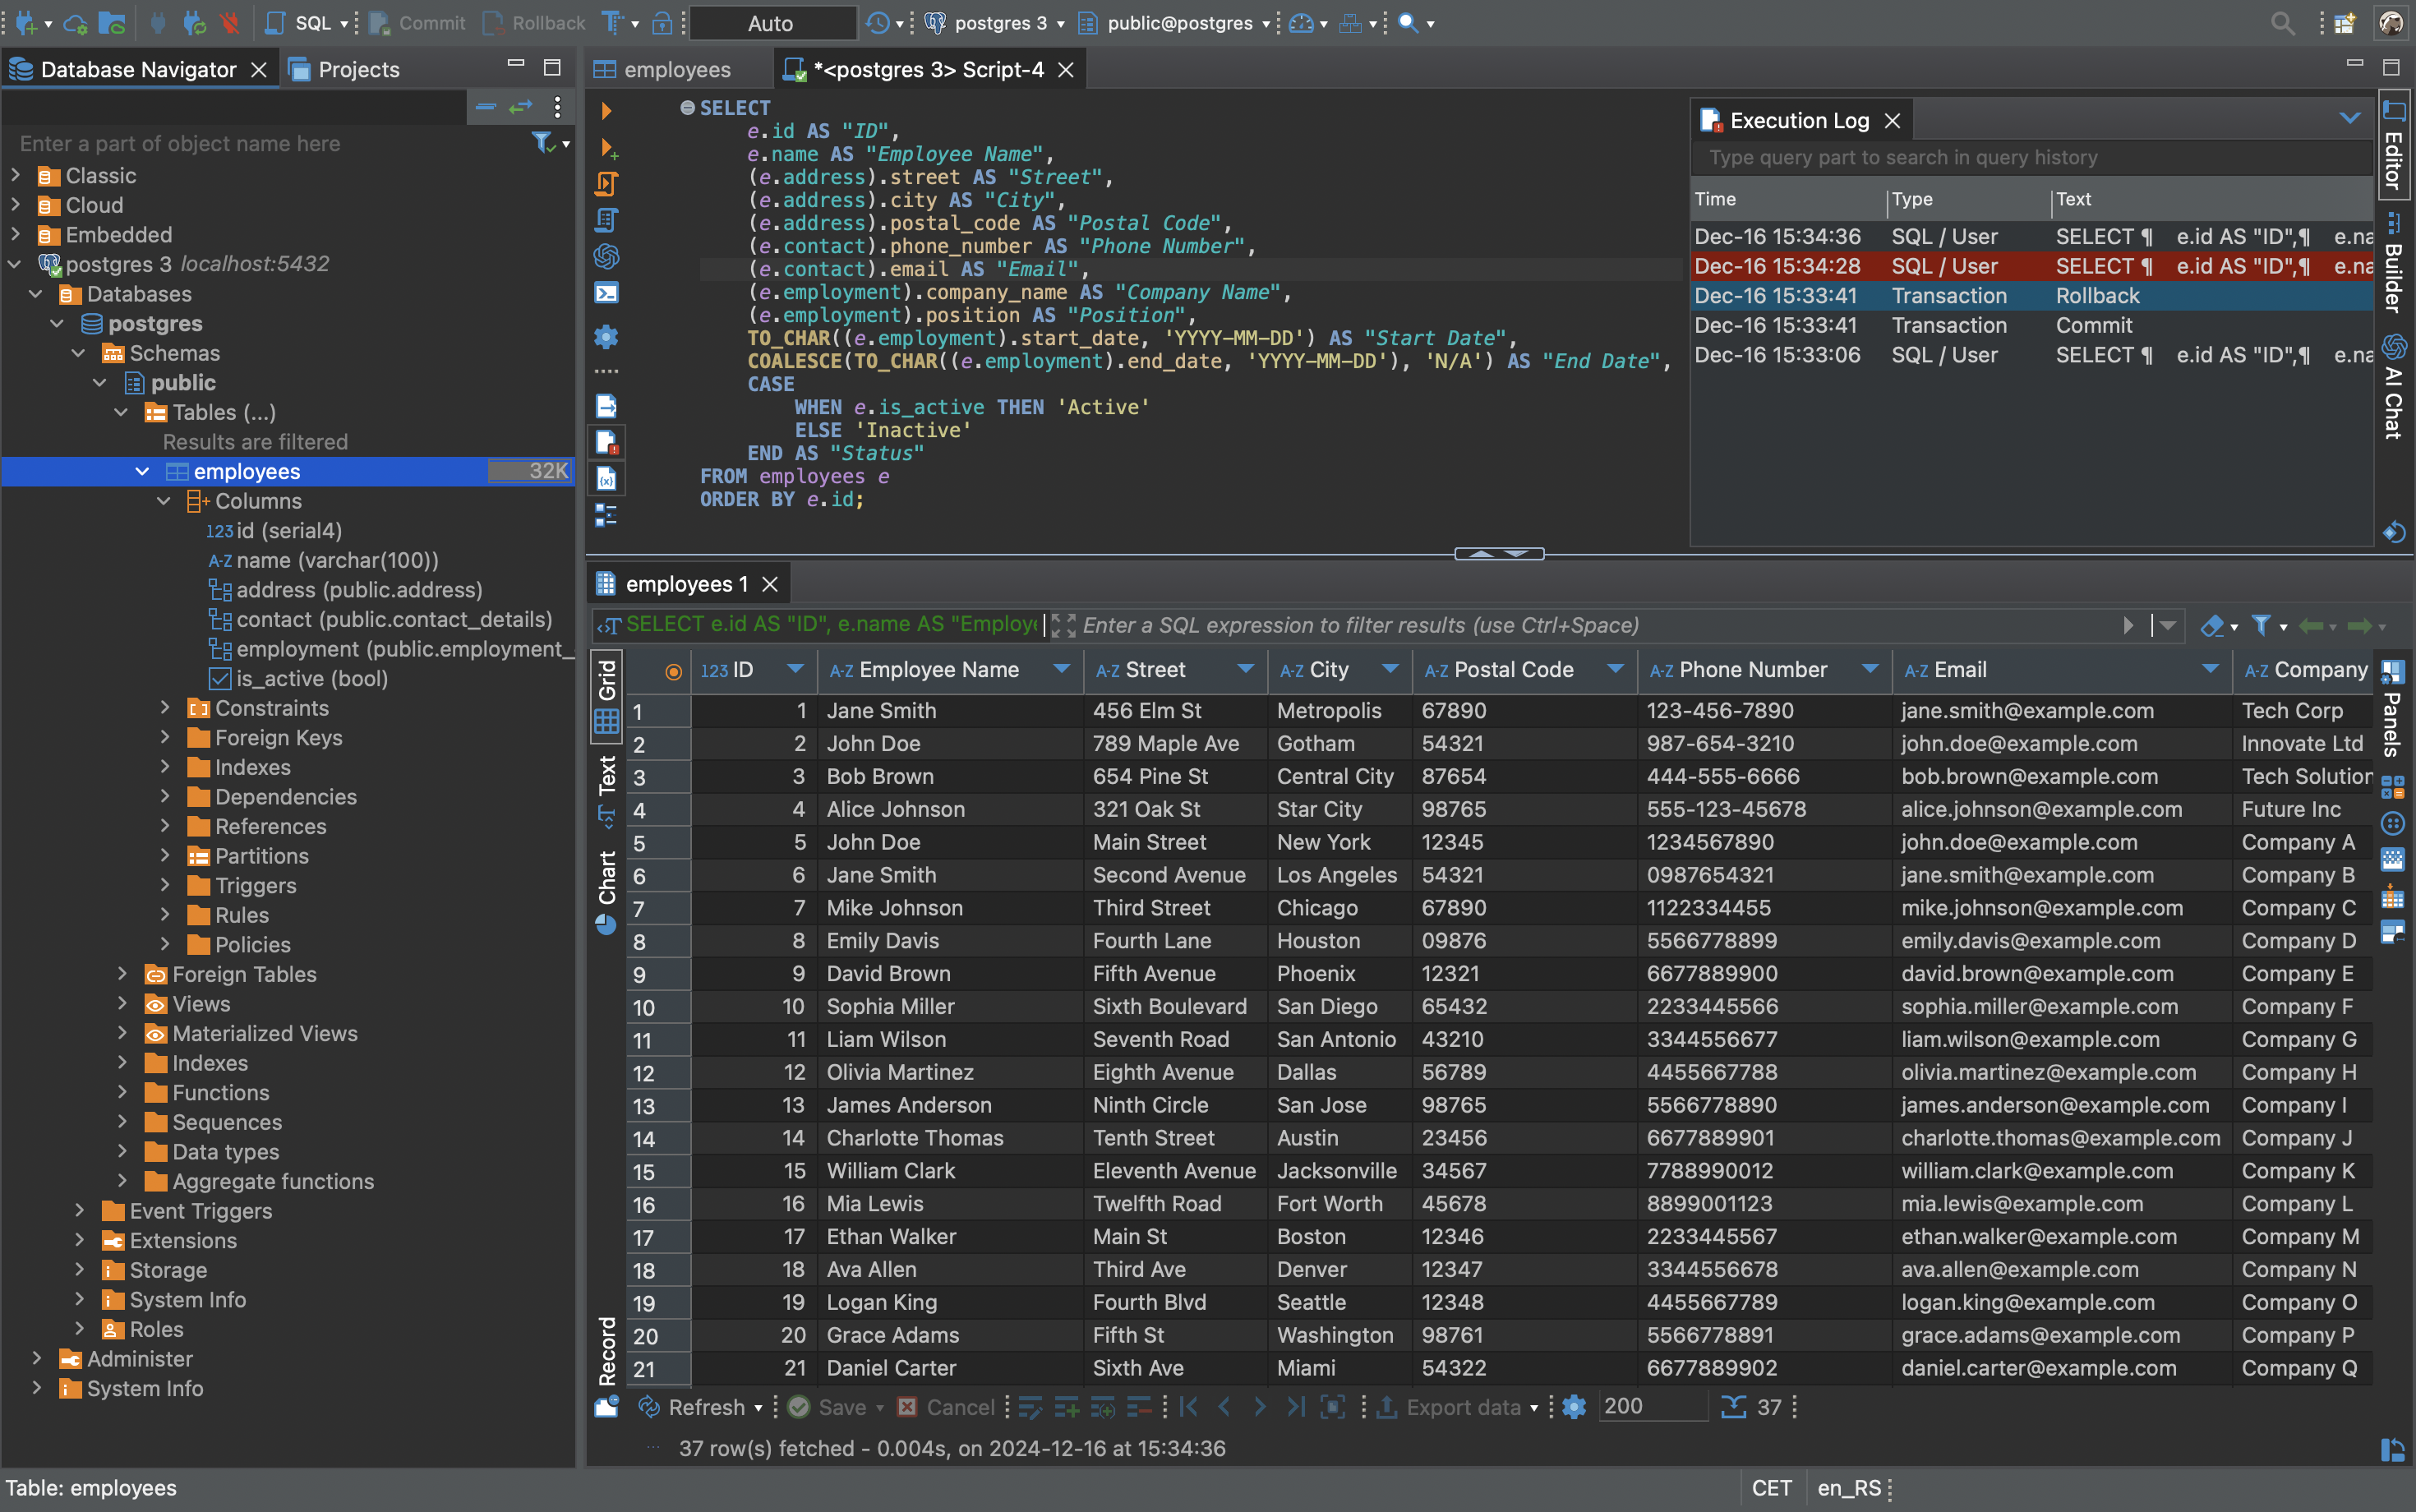 SQL
Commit
Rollback
Auto
postgres 3
public@postgres
Database Navigator
Projects
Enter a part of object name here
Classic
Cloud
Embedded
postgres 3 localhost:5432
Databases
postgres
Schemas
public
Tables (...)
Results are filtered
employees 32K
Columns
123 id (serial4)
A-Z name (varchar(100))
address (public.address)
contact (public.contact_details)
employment (public.employment_
is_active (bool)
Constraints
Foreign Keys
Indexes
Dependencies
References
Partitions
Triggers
Rules
Policies
Foreign Tables
Views
Materialized Views
Indexes
Functions
Sequences
Data types
Aggregate functions
Event Triggers
Extensions
Storage
System Info
Roles
Administer
System Info
employees
*<postgres 3> Script-4
SELECT
e.id AS "ID",
e.name AS "Employee Name",
(e.address).street AS "Street",
(e.address).city AS "City",
(e.address).postal_code AS "Postal Code",
(e.contact).phone_number AS "Phone Number",
(e.contact).email AS "Email",
(e.employment).company_name AS "Company Name",
(e.employment).position AS "Position",
TO_CHAR((e.employment).start_date, 'YYYY-MM-DD') AS "Start Date",
COALESCE(TO_CHAR((e.employment).end_date, 'YYYY-MM-DD'), 'N/A') AS "End Date",
CASE
WHEN e.is_active THEN 'Active'
ELSE 'Inactive'
END AS "Status"
FROM employees e
ORDER BY e.id;
Execution Log
Type query part to search in query history
Time Type Text
Dec-16 15:34:36 SQL / User SELECT ¶ e.id AS "ID",¶ e.na
Dec-16 15:34:28 SQL / User SELECT ¶ e.id AS "ID",¶ e.na
Dec-16 15:33:41 Transaction Rollback
Dec-16 15:33:41 Transaction Commit
Dec-16 15:33:06 SQL / User SELECT ¶ e.id AS "ID",¶ e.na
Editor
Builder
AI Chat
employees 1
SELECT e.id AS "ID", e.name AS "Employe
Enter a SQL expression to filter results (use Ctrl+Space)
Grid
Text
Chart
Record
123 ID A-Z Employee Name A-Z Street A-Z City A-Z Postal Code A-Z Phone Number A-Z Email A-Z Company
1 1 Jane Smith 456 Elm St Metropolis 67890 123-456-7890 jane.smith@example.com Tech Corp
2 2 John Doe 789 Maple Ave Gotham 54321 987-654-3210 john.doe@example.com Innovate Ltd
3 3 Bob Brown 654 Pine St Central City 87654 444-555-6666 bob.brown@example.com Tech Solution
4 4 Alice Johnson 321 Oak St Star City 98765 555-123-45678 alice.johnson@example.com Future Inc
5 5 John Doe Main Street New York 12345 1234567890 john.doe@example.com Company A
6 6 Jane Smith Second Avenue Los Angeles 54321 0987654321 jane.smith@example.com Company B
7 7 Mike Johnson Third Street Chicago 67890 1122334455 mike.johnson@example.com Company C
8 8 Emily Davis Fourth Lane Houston 09876 5566778899 emily.davis@example.com Company D
9 9 David Brown Fifth Avenue Phoenix 12321 6677889900 david.brown@example.com Company E
10 10 Sophia Miller Sixth Boulevard San Diego 65432 2233445566 sophia.miller@example.com Company F
11 11 Liam Wilson Seventh Road San Antonio 43210 3344556677 liam.wilson@example.com Company G
12 12 Olivia Martinez Eighth Avenue Dallas 56789 4455667788 olivia.martinez@example.com Company H
13 13 James Anderson Ninth Circle San Jose 98765 5566778890 james.anderson@example.com Company I
14 14 Charlotte Thomas Tenth Street Austin 23456 6677889901 charlotte.thomas@example.com Company J
15 15 William Clark Eleventh Avenue Jacksonville 34567 7788990012 william.clark@example.com Company K
16 16 Mia Lewis Twelfth Road Fort Worth 45678 8899001123 mia.lewis@example.com Company L
17 17 Ethan Walker Main St Boston 12346 2233445567 ethan.walker@example.com Company M
18 18 Ava Allen Third Ave Denver 12347 3344556678 ava.allen@example.com Company N
19 19 Logan King Fourth Blvd Seattle 12348 4455667789 logan.king@example.com Company O
20 20 Grace Adams Fifth St Washington 98761 5566778891 grace.adams@example.com Company P
21 21 Daniel Carter Sixth Ave Miami 54322 6677889902 daniel.carter@example.com Company Q
Panels
Refresh
Save
Cancel
Export data
200
37
37 row(s) fetched - 0.004s, on 2024-12-16 at 15:34:36
Table: employees
CET
en_RS